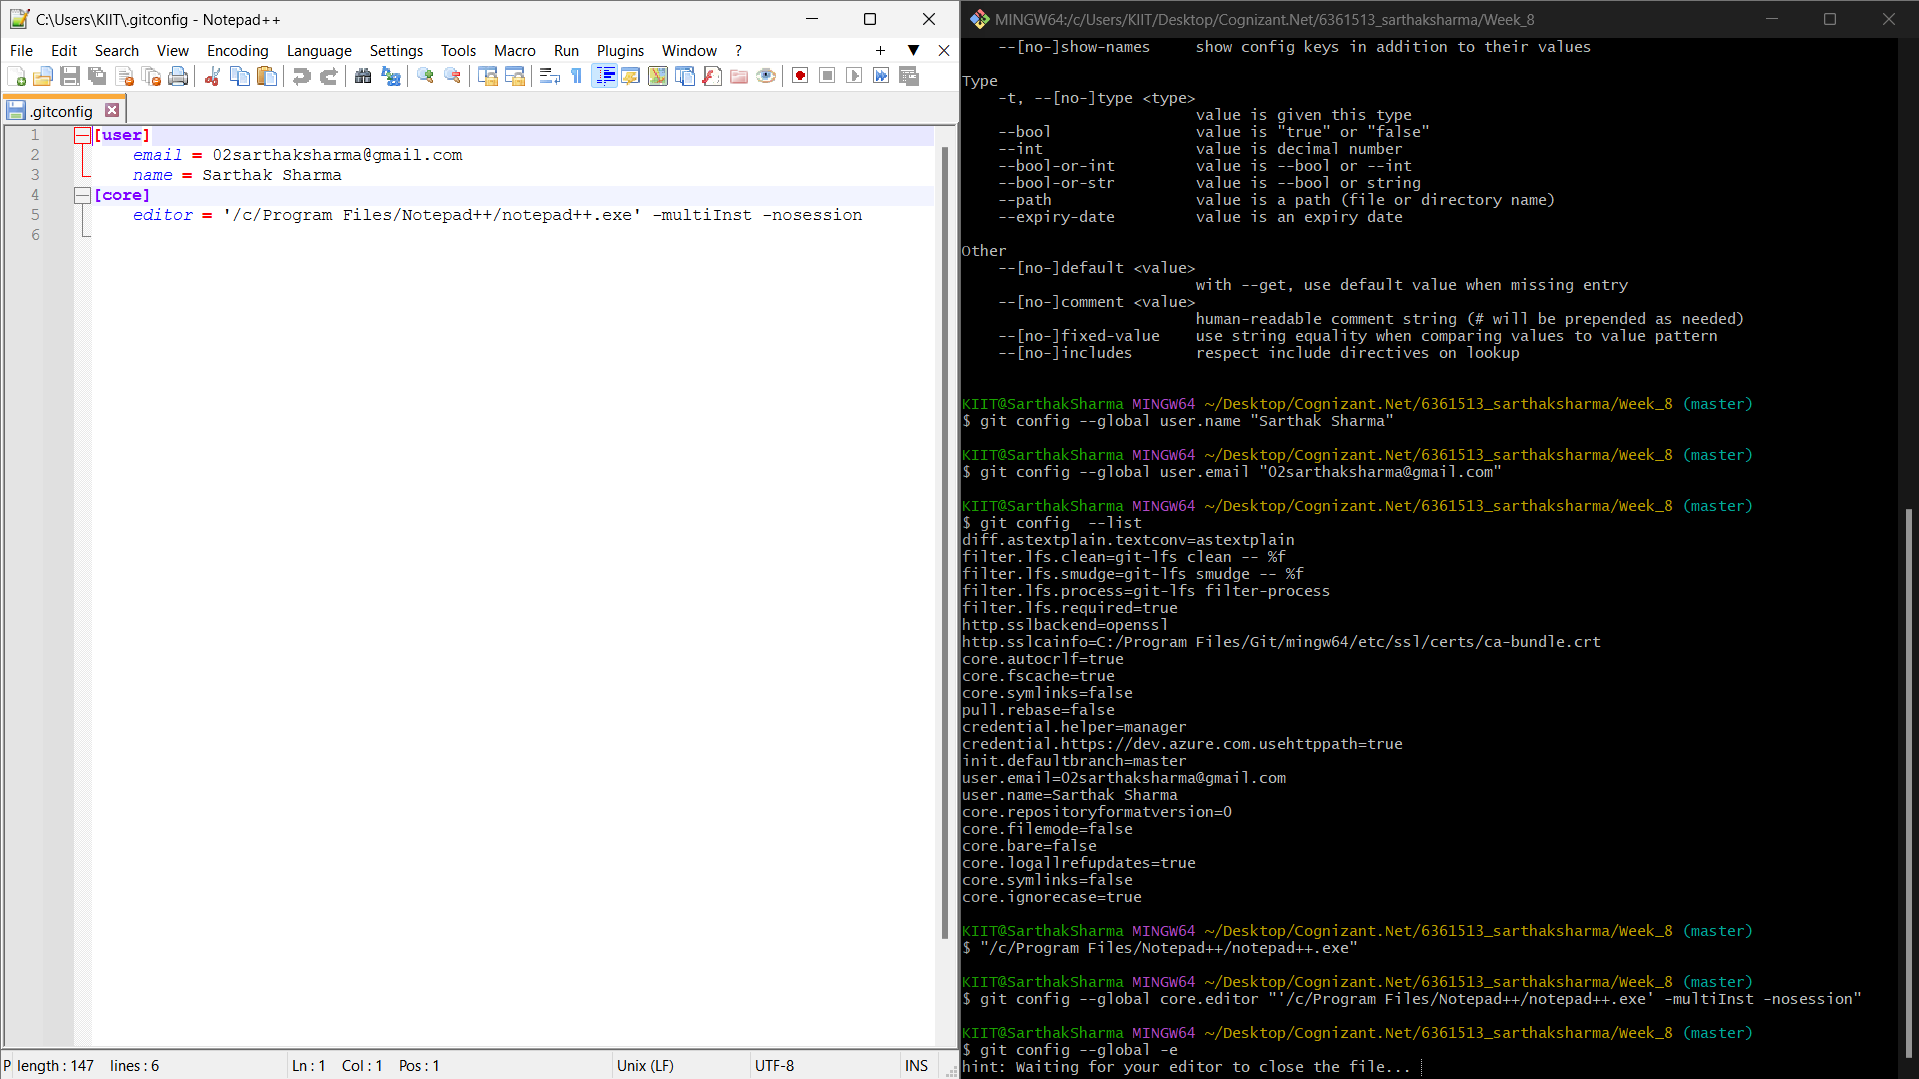 C:\Users\KIIT\.gitconfig - Notepad++
File Edit Search View Encoding Language Settings Tools Macro Run Plugins Window ?
.gitconfig
1 [user]
2 email = 02sarthaksharma@gmail.com
3 name = Sarthak Sharma
4 [core]
5 editor = '/c/Program Files/Notepad++/notepad++.exe' -multiInst -nosession
6
P length : 147 lines : 6 Ln : 1 Col : 1 Pos : 1 Unix (LF) UTF-8 INS
MINGW64:/c/Users/KIIT/Desktop/Cognizant.Net/6361513_sarthaksharma/Week_8
--[no-]show-names show config keys in addition to their values
Type
-t, --[no-]type <type>
value is given this type
--bool value is "true" or "false"
--int value is decimal number
--bool-or-int value is --bool or --int
--bool-or-str value is --bool or string
--path value is a path (file or directory name)
--expiry-date value is an expiry date
Other
--[no-]default <value>
with --get, use default value when missing entry
--[no-]comment <value>
human-readable comment string (# will be prepended as needed)
--[no-]fixed-value use string equality when comparing values to value pattern
--[no-]includes respect include directives on lookup
KIIT@SarthakSharma MINGW64 ~/Desktop/Cognizant.Net/6361513_sarthaksharma/Week_8 (master)
$ git config --global user.name "Sarthak Sharma"
KIIT@SarthakSharma MINGW64 ~/Desktop/Cognizant.Net/6361513_sarthaksharma/Week_8 (master)
$ git config --global user.email "02sarthaksharma@gmail.com"
KIIT@SarthakSharma MINGW64 ~/Desktop/Cognizant.Net/6361513_sarthaksharma/Week_8 (master)
$ git config  --list
diff.astextplain.textconv=astextplain
filter.lfs.clean=git-lfs clean -- %f
filter.lfs.smudge=git-lfs smudge -- %f
filter.lfs.process=git-lfs filter-process
filter.lfs.required=true
http.sslbackend=openssl
http.sslcainfo=C:/Program Files/Git/mingw64/etc/ssl/certs/ca-bundle.crt
core.autocrlf=true
core.fscache=true
core.symlinks=false
pull.rebase=false
credential.helper=manager
credential.https://dev.azure.com.usehttppath=true
init.defaultbranch=master
user.email=02sarthaksharma@gmail.com
user.name=Sarthak Sharma
core.repositoryformatversion=0
core.filemode=false
core.bare=false
core.logallrefupdates=true
core.symlinks=false
core.ignorecase=true
KIIT@SarthakSharma MINGW64 ~/Desktop/Cognizant.Net/6361513_sarthaksharma/Week_8 (master)
$ "/c/Program Files/Notepad++/notepad++.exe"
KIIT@SarthakSharma MINGW64 ~/Desktop/Cognizant.Net/6361513_sarthaksharma/Week_8 (master)
$ git config --global core.editor "'/c/Program Files/Notepad++/notepad++.exe' -multiInst -nosession"
KIIT@SarthakSharma MINGW64 ~/Desktop/Cognizant.Net/6361513_sarthaksharma/Week_8 (master)
$ git config --global -e
hint: Waiting for your editor to close the file...